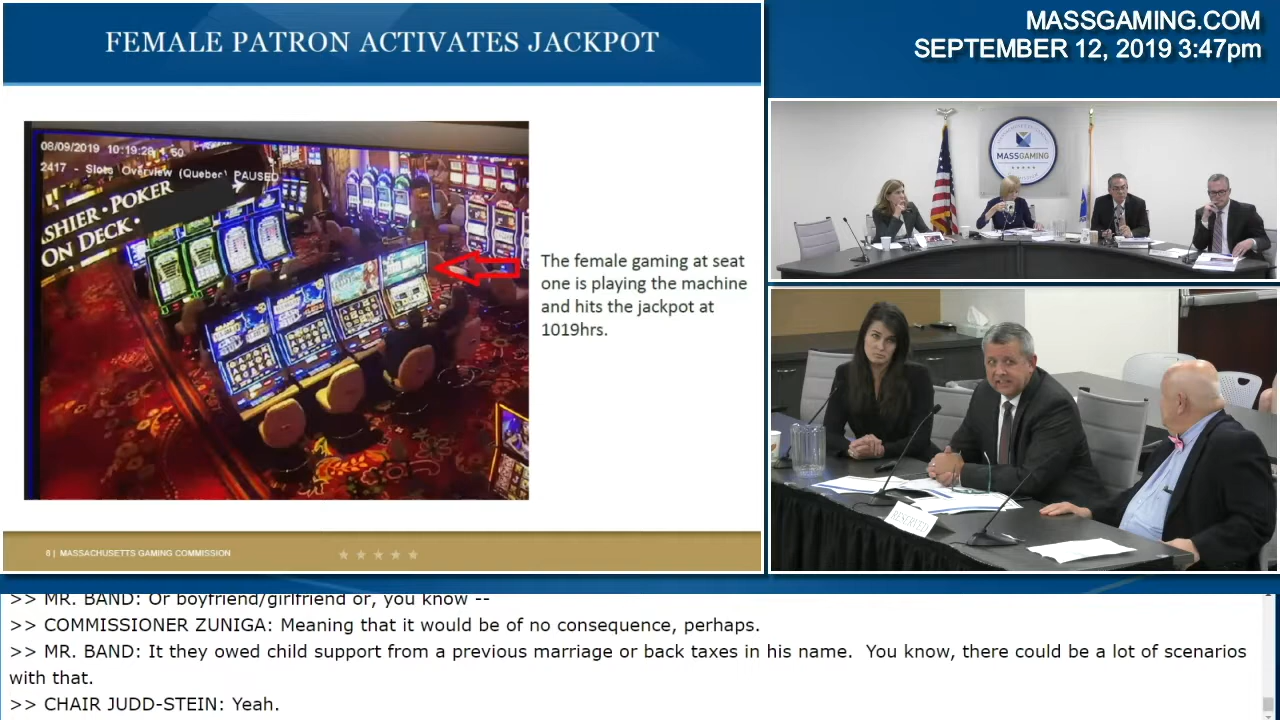 FEMALE PATRON ACTIVATES JACKPOT
MASSGAMING.COM
SEPTEMBER 12, 2019 3:47pm
08/09/2019 10:19:28
2417 - Slots Overview (Quebec) PAUSED
SHIER • POKER
ON DECK •
The female gaming at seat
one is playing the machine
and hits the jackpot at
1019hrs.
MASSGAMING
RESERVED
8 | MASSACHUSETTS GAMING COMMISSION
>> MR. BAND: Or boyfriend/girlfriend or, you know --
>> COMMISSIONER ZUNIGA: Meaning that it would be of no consequence, perhaps.
>> MR. BAND: It they owed child support from a previous marriage or back taxes in his name. You know, there could be a lot of scenarios
with that.
>> CHAIR JUDD-STEIN: Yeah.